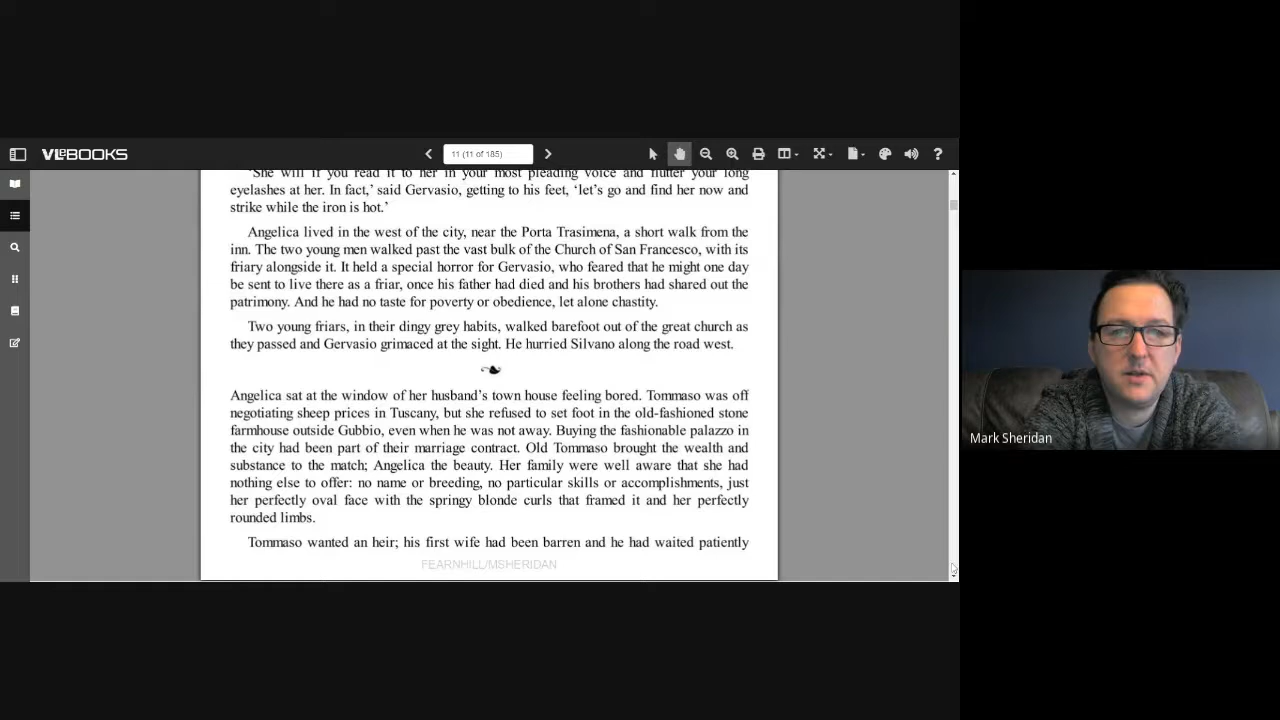 VLeBOOKS
11 (11 of 185)
'She will if you read it to her in your most pleading voice and flutter your long
eyelashes at her. In fact,' said Gervasio, getting to his feet, 'let's go and find her now and
strike while the iron is hot.'
Angelica lived in the west of the city, near the Porta Trasimena, a short walk from the
inn. The two young men walked past the vast bulk of the Church of San Francesco, with its
friary alongside it. It held a special horror for Gervasio, who feared that he might one day
be sent to live there as a friar, once his father had died and his brothers had shared out the
patrimony. And he had no taste for poverty or obedience, let alone chastity.
Two young friars, in their dingy grey habits, walked barefoot out of the great church as
they passed and Gervasio grimaced at the sight. He hurried Silvano along the road west.
Angelica sat at the window of her husband's town house feeling bored. Tommaso was off
negotiating sheep prices in Tuscany, but she refused to set foot in the old-fashioned stone
farmhouse outside Gubbio, even when he was not away. Buying the fashionable palazzo in
the city had been part of their marriage contract. Old Tommaso brought the wealth and
substance to the match; Angelica the beauty. Her family were well aware that she had
nothing else to offer: no name or breeding, no particular skills or accomplishments, just
her perfectly oval face with the springy blonde curls that framed it and her perfectly
rounded limbs.
Tommaso wanted an heir; his first wife had been barren and he had waited patiently
FEARNHILL/MSHERIDAN
Mark Sheridan